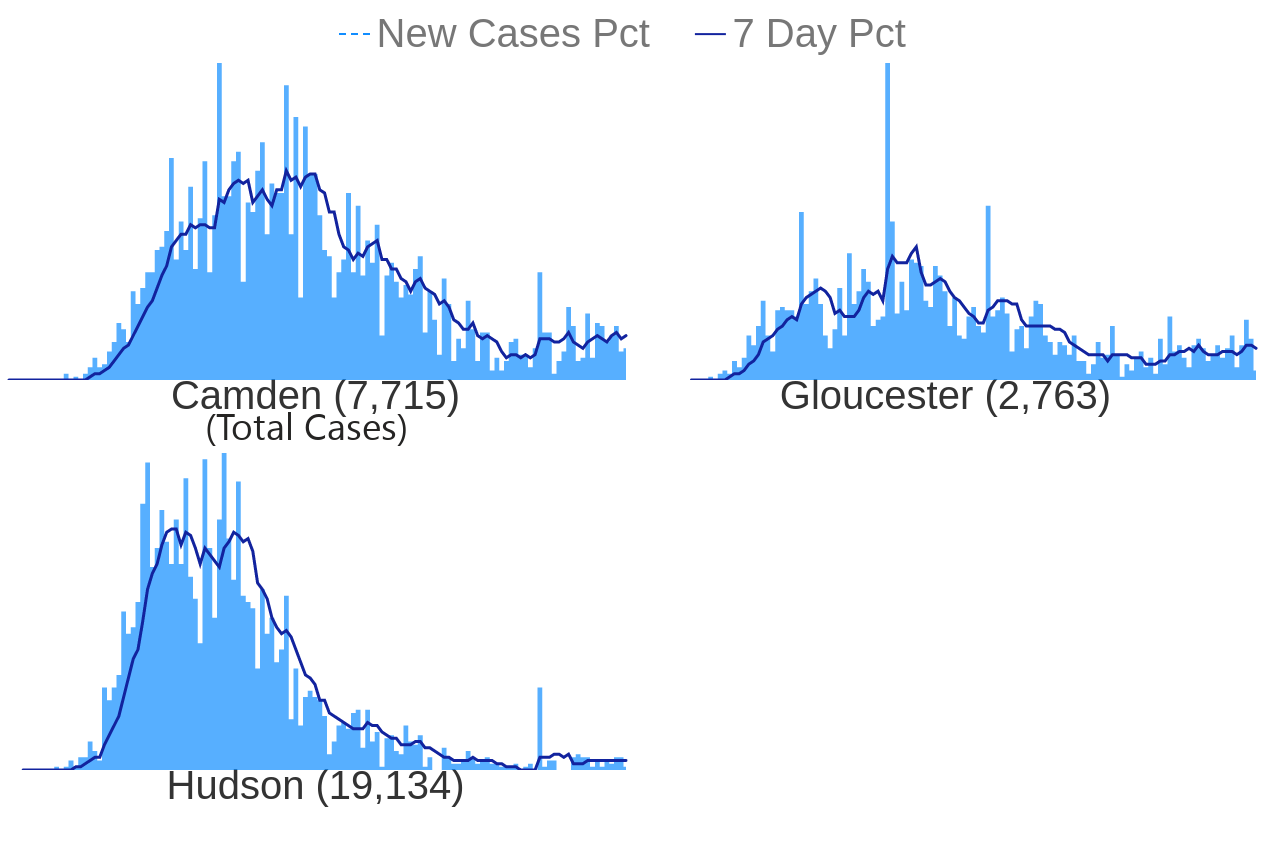 New Cases Pct 7 Day Pct
Camden (7,715)
(Total Cases)
Gloucester (2,763)
Hudson (19,134)